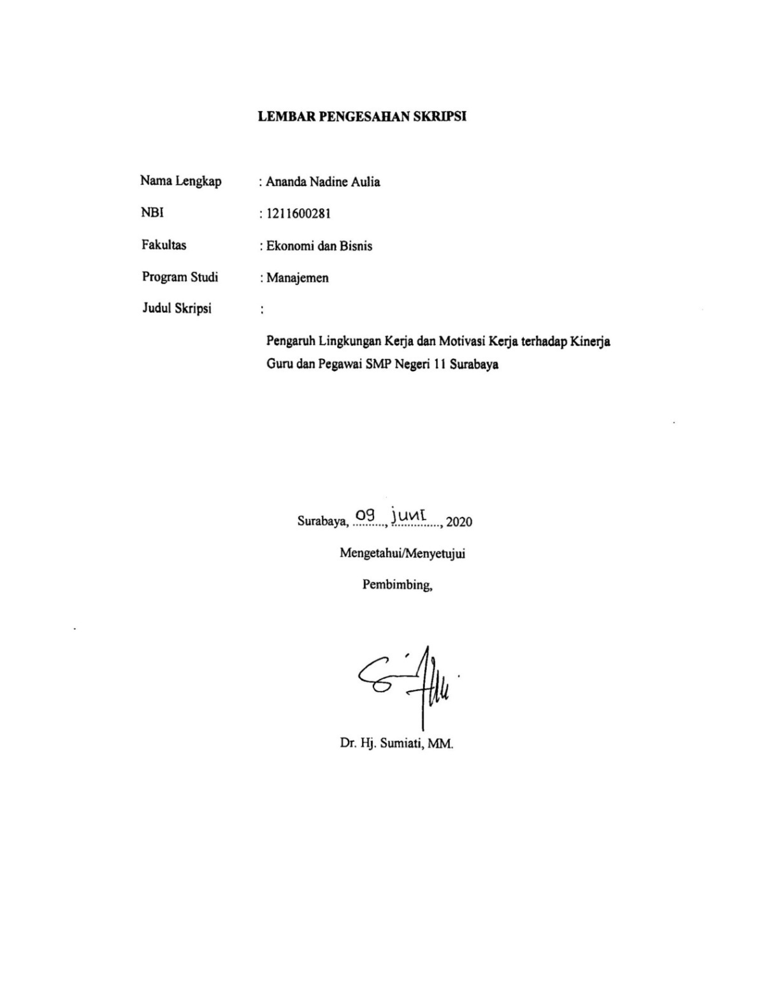 LEMBAR PENGESAHAN SKRIPSI
Nama Lengkap : Ananda Nadine Aulia
NBI : 1211600281
Fakultas : Ekonomi dan Bisnis
Program Studi : Manajemen
Judul Skripsi :
Pengaruh Lingkungan Kerja dan Motivasi Kerja terhadap Kinerja
Guru dan Pegawai SMP Negeri 11 Surabaya
Surabaya, 09, juni, 2020
Mengetahui/Menyetujui
Pembimbing,
Dr. Hj. Sumiati, MM.